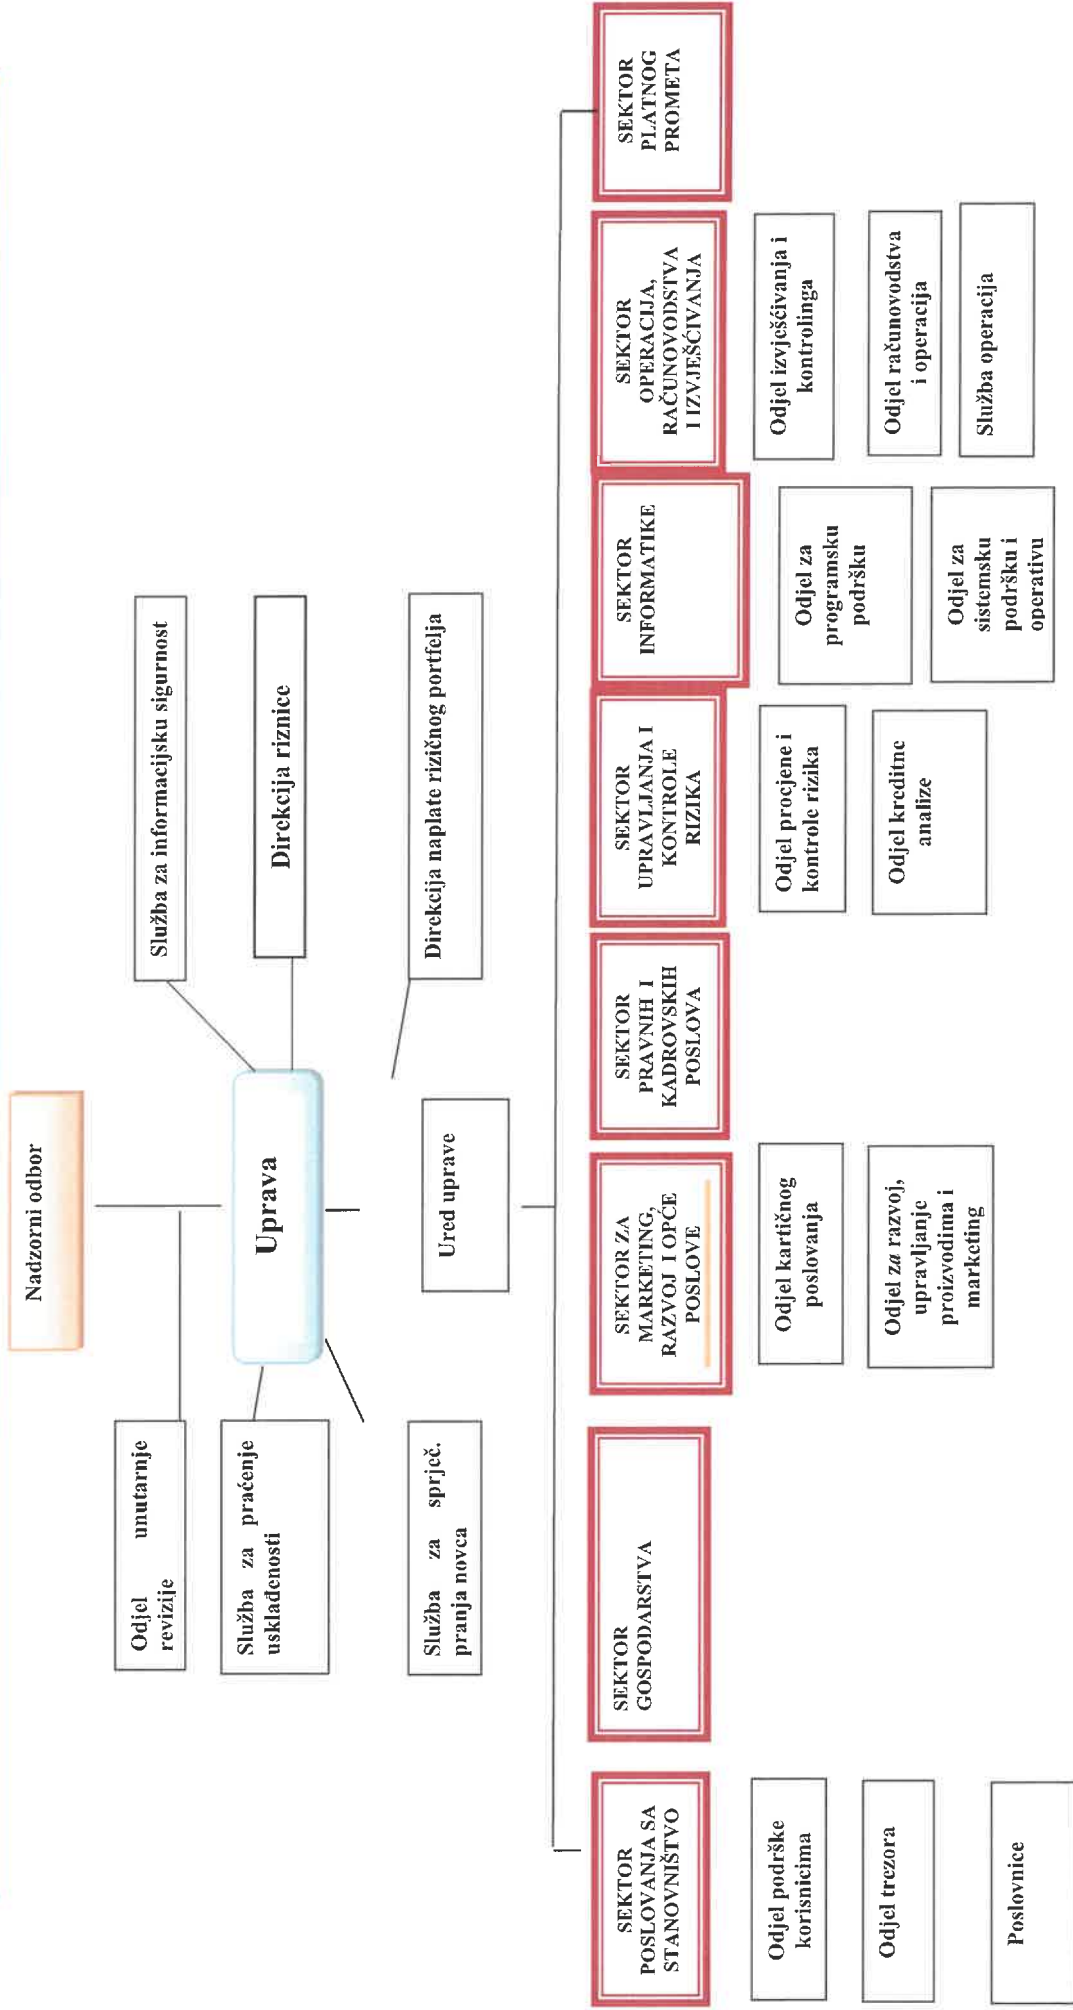 Nadzorni odbor
Odjel unutarnje
revizije
Služba za informacijsku sigurnost
Služba za praćenje
usklađenosti
Uprava
Direkcija riznice
Služba za sprječ.
pranja novca
Ured uprave
Direkcija naplate rizičnog portfelja
SEKTOR
POSLOVANJA SA
STANOVNIŠTVO
Odjel podrške
korisnicima
Odjel trezora
Poslovnice
SEKTOR
GOSPODARSTVA
SEKTOR ZA
MARKETING,
RAZVOJ I OPĆE
POSLOVE
Odjel kartičnog
poslovanja
Odjel za razvoj,
upravljanje
proizvodima i
marketing
SEKTOR
PRAVNIH I
KADROVSKIH
POSLOVA
SEKTOR
UPRAVLJANJA I
KONTROLE
RIZIKA
Odjel procjene i
kontrole rizika
Odjel kreditne
analize
SEKTOR
INFORMATIKE
Odjel za
programsku
podršku
Odjel za
sistemsku
podršku i
operativu
SEKTOR
OPERACIJA,
RAČUNOVODSTVA
I IZVJEŠĆIVANJA
Odjel izvješćivanja i
kontrolinga
Odjel računovodstva
i operacija
Služba operacija
SEKTOR
PLATNOG
PROMETA